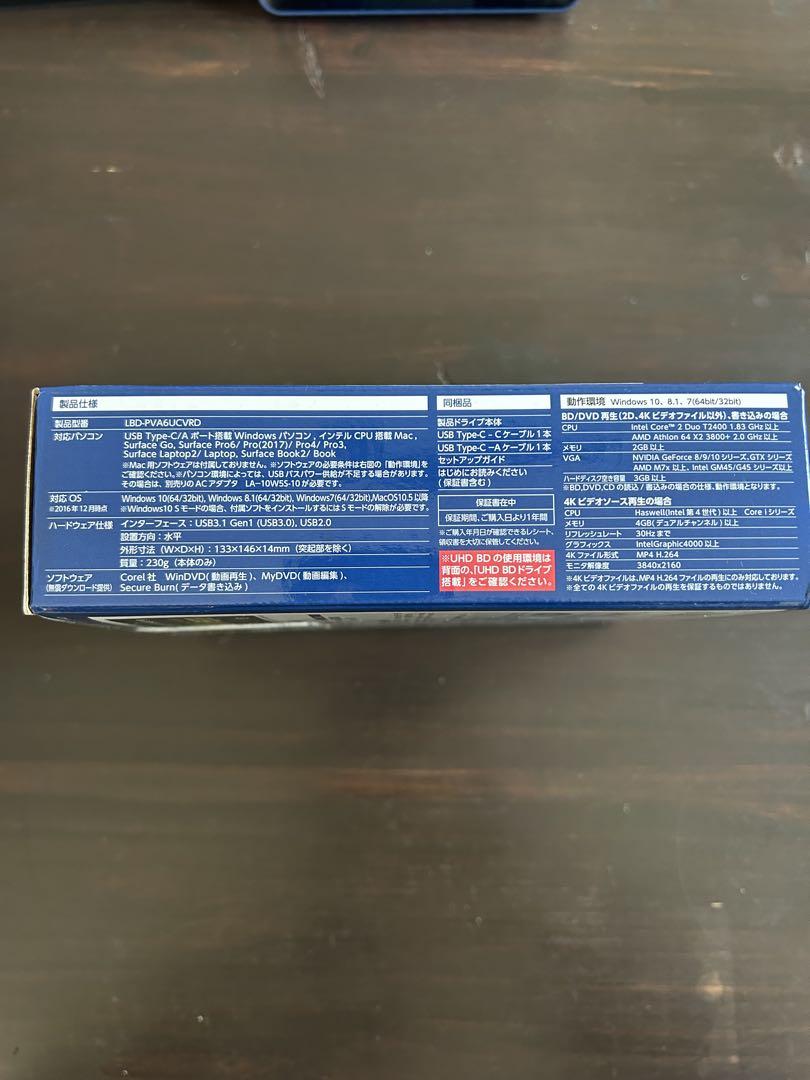 製品仕様
製品型番 LBD-PVA6UCVRD
対応パソコン USB Type-C/A ポート搭載 Windows パソコン, インテル CPU 搭載 Mac,
Surface Go, Surface Pro6/ Pro(2017)/ Pro4/ Pro3,
Surface Laptop2/ Laptop, Surface Book2/ Book
※Mac 用ソフトウェアは付属しておりません。※ソフトウェアの必要条件は右図の「動作環境」を
ご確認ください。※パソコン環境によっては、USB バスパワー供給が不足する場合があります。
その場合は、別売りの AC アダプタ LA-10W5S-10 が必要です。
対応 OS Windows 10(64/32bit), Windows 8.1(64/32bit), Windows7(64/32bit),MacOS10.5 以降
※2016 年 12月時点 ※Windows10 S モードの場合、付属ソフトをインストールするには S モードの解除が必要です。
ハードウェア仕様 インターフェース:USB3.1 Gen1 (USB3.0), USB2.0
設置方向:水平
外形寸法 (W×D×H):133×146×14mm (突起部を除く)
質量:230g (本体のみ)
ソフトウェア Corel 社 WinDVD( 動画再生 )、MyDVD( 動画編集 )、
(無償ダウンロード提供) Secure Burn( データ書き込み )
同梱品
製品ドライブ本体
USB Type-C - C ケーブル 1 本
USB Type-C -A ケーブル 1 本
セットアップガイド
はじめにお読みください
(保証書含む)
保証書在中
保証期間、ご購入日より1年間
※ご購入年月日が確認できるレシート、
領収書を大切に保管してください。
※UHD BD の使用環境は
背面の、「UHD BDドライブ
搭載」をご確認ください。
動作環境 Windows 10、8.1、7(64bit/32bit)
BD/DVD 再生 (2D、4K ビデオファイル以外)、書き込みの場合
CPU Intel Core™ 2 Duo T2400 1.83 GHz 以上
AMD Athlon 64 X2 3800+ 2.0 GHz 以上
メモリ 2GB 以上
VGA NVIDIA GeForce 8/9/10 シリーズ、GTX シリーズ
AMD M7x 以上、Intel GM45/G45 シリーズ以上
ハードディスク空き容量 3GB 以上
※BD,DVD,CD の読込 / 書込みの場合の仕様、動作環境となります。
4K ビデオソース再生の場合
CPU Haswell(Intel 第 4 世代 ) 以上 Core i シリーズ
メモリ 4GB( デュアルチャンネル ) 以上
リフレッシュレート 30Hz まで
グラフィックス IntelGraphic4000 以上
4K ファイル形式 MP4 H.264
モニタ解像度 3840x2160
※4K ビデオファイルは、MP4 H.264 ファイルの再生にのみ対応しております。
※全ての 4K ビデオファイルの再生を保証するものではありません。